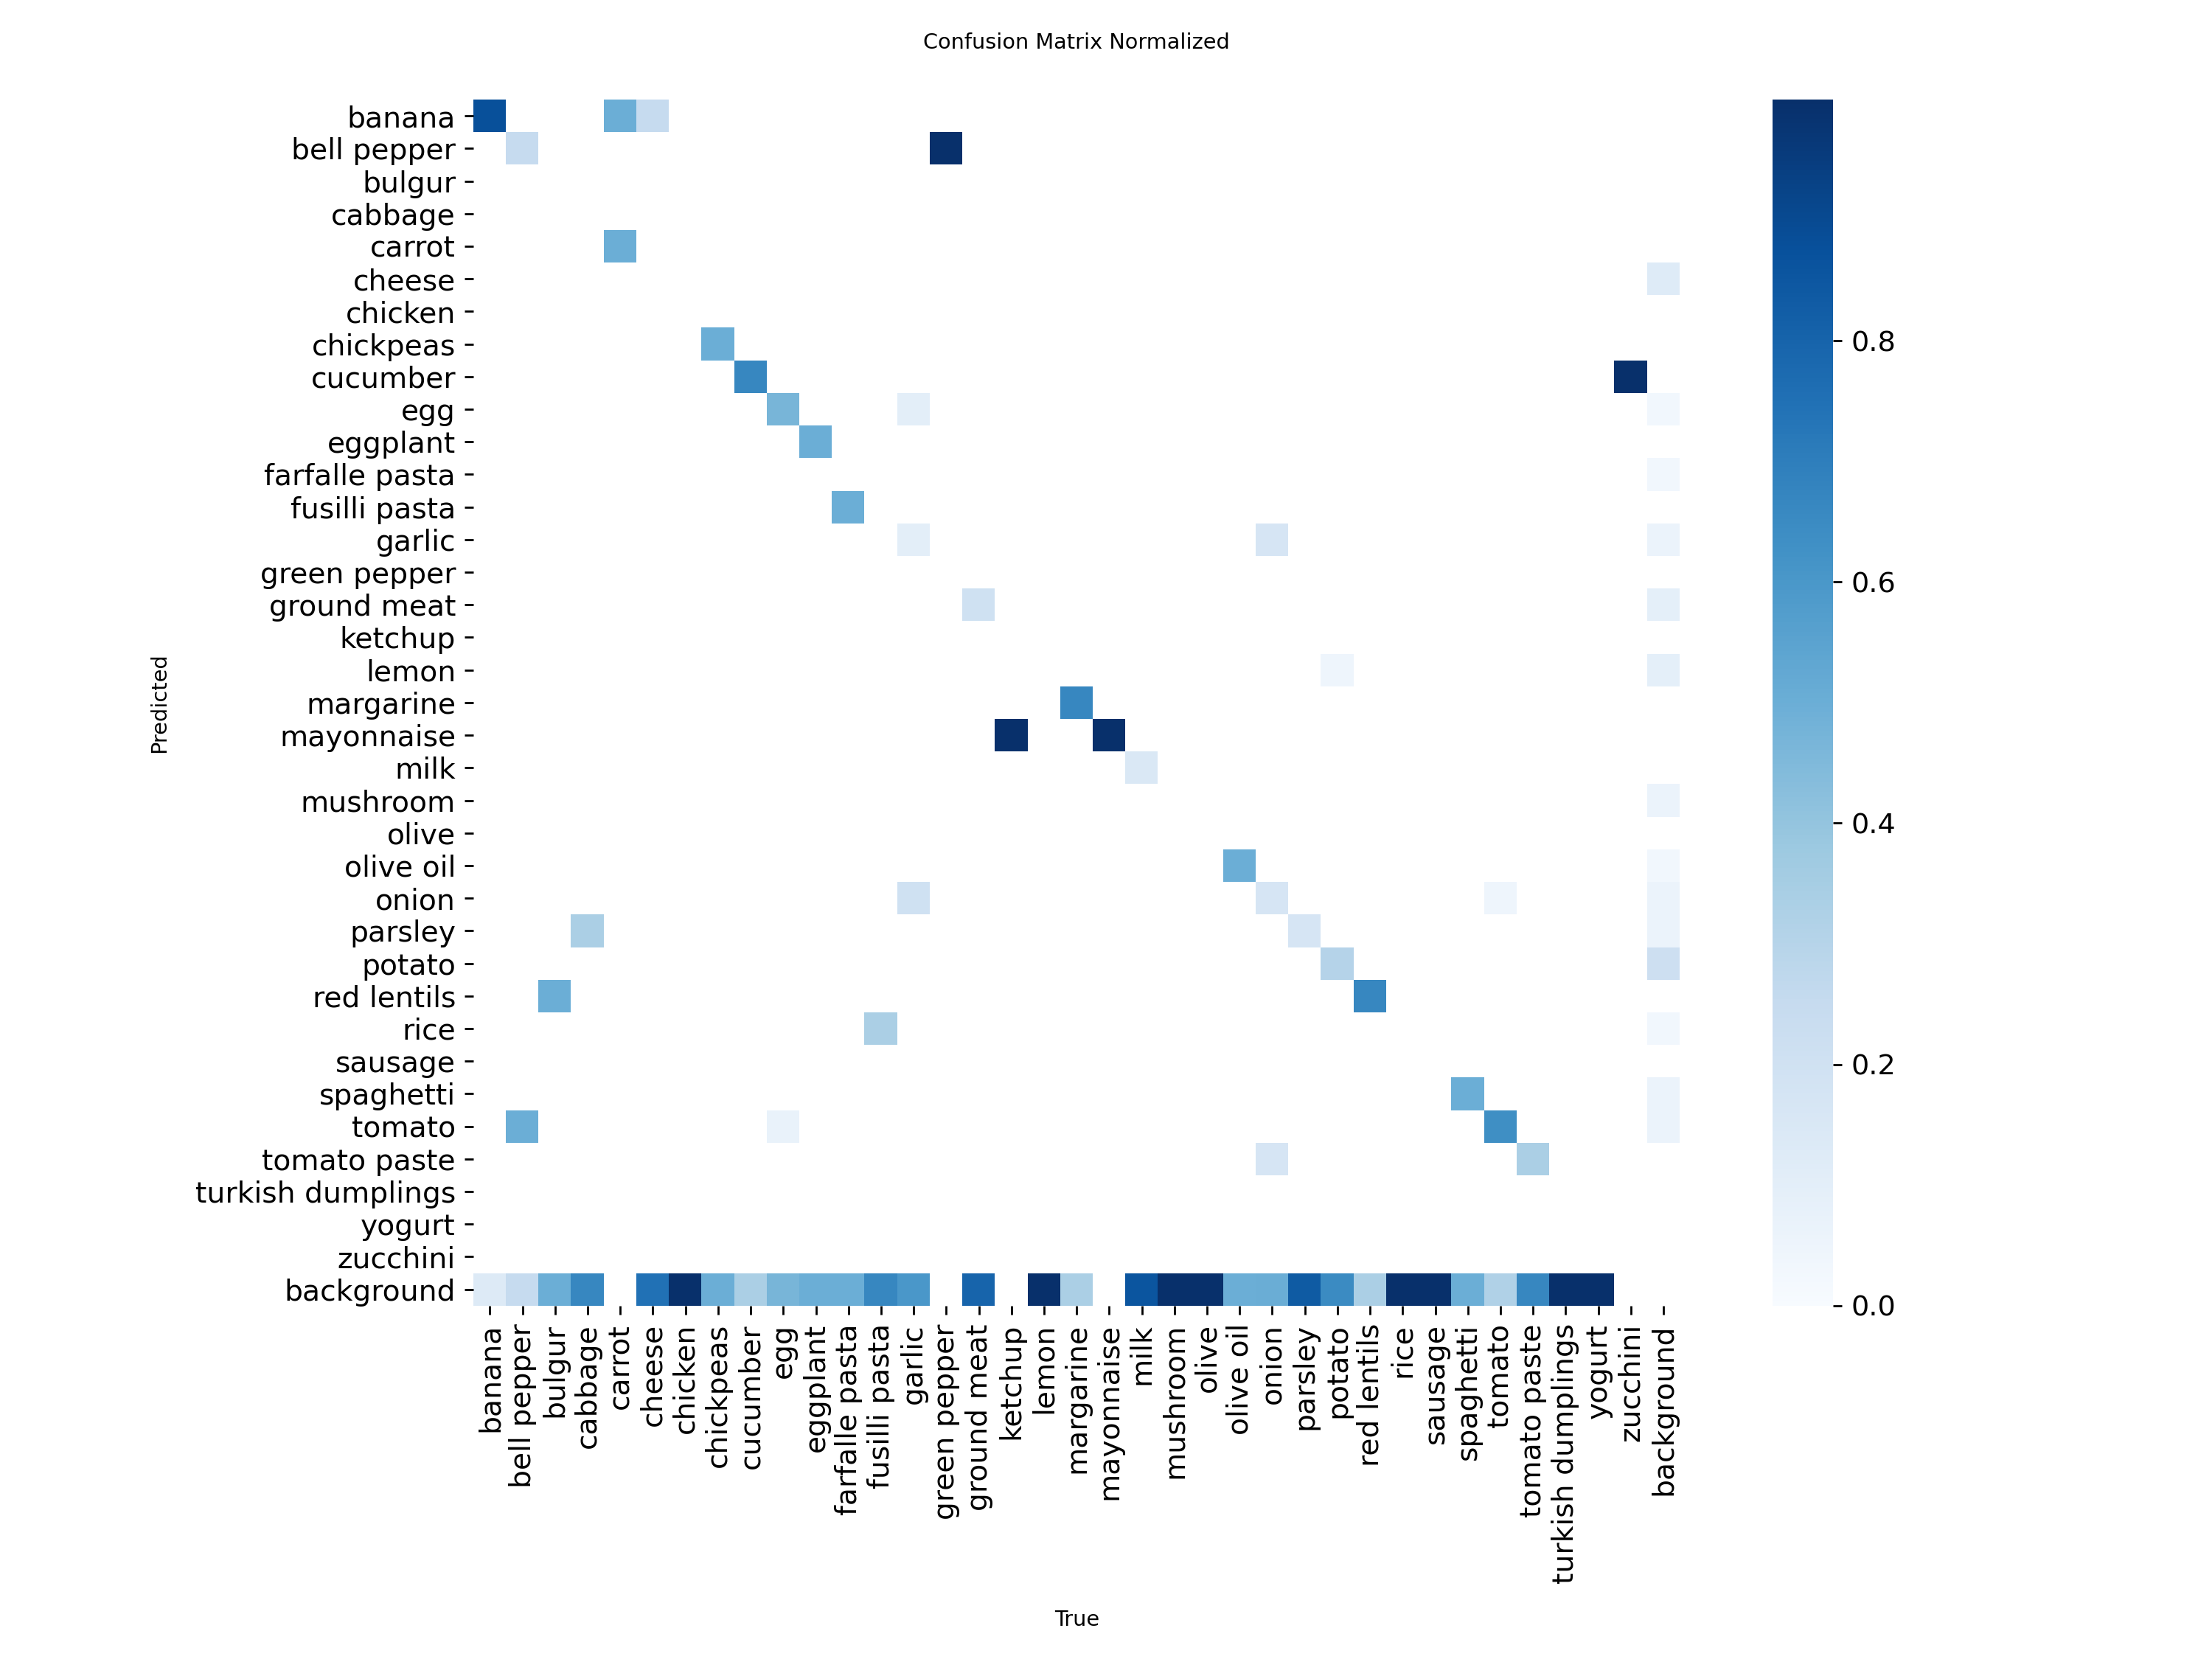 Confusion Matrix Normalized
banana
bell pepper
bulgur
cabbage
carrot
cheese
chicken
chickpeas
cucumber
egg
eggplant
farfalle pasta
fusilli pasta
garlic
green pepper
ground meat
ketchup
lemon
margarine
mayonnaise
milk
mushroom
olive
olive oil
onion
parsley
potato
red lentils
rice
sausage
spaghetti
tomato
tomato paste
turkish dumplings
yogurt
zucchini
background
Predicted
banana
bell pepper
bulgur
cabbage
carrot
cheese
chicken
chickpeas
cucumber
egg
eggplant
farfalle pasta
fusilli pasta
garlic
green pepper
ground meat
ketchup
lemon
margarine
mayonnaise
milk
mushroom
olive
olive oil
onion
parsley
potato
red lentils
rice
sausage
spaghetti
tomato
tomato paste
turkish dumplings
yogurt
zucchini
background
True
0.8
0.6
0.4
0.2
0.0